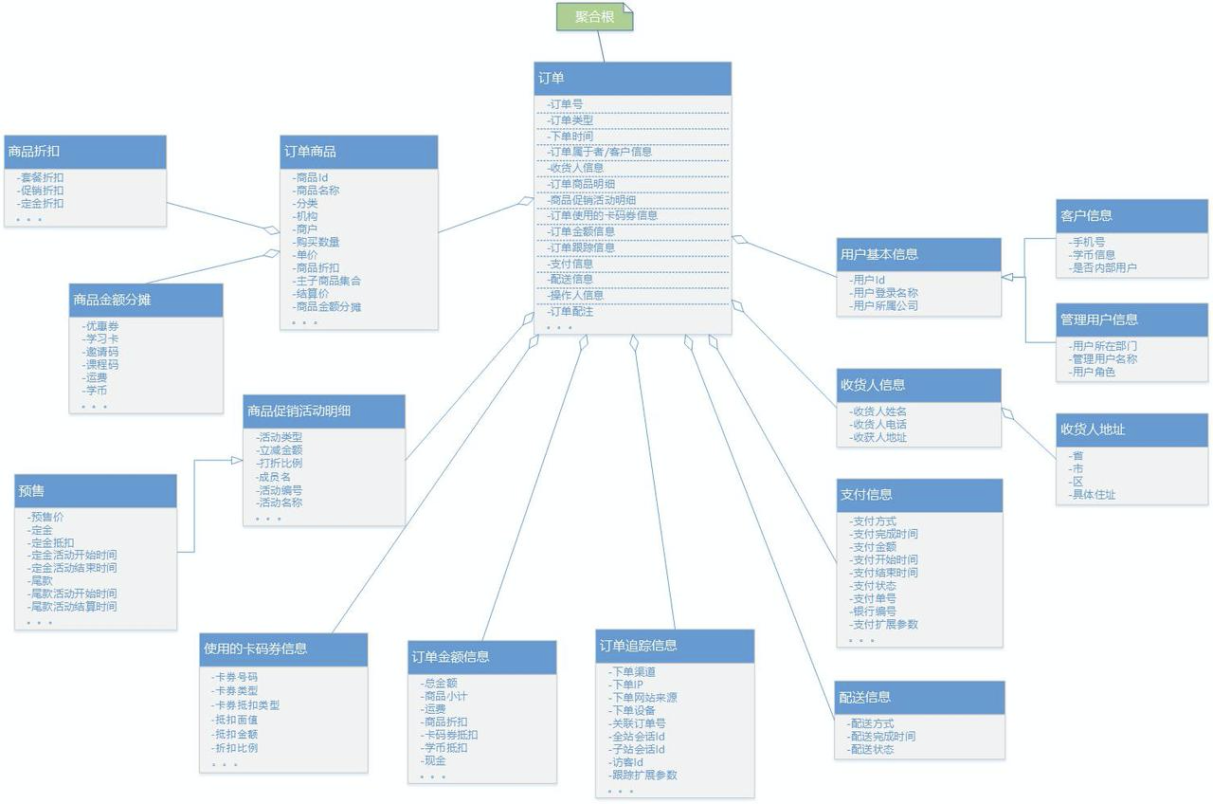 聚合根
订单
-订单号
-订单类型
-下单时间
-订单属于者/客户信息
-收货人信息
-订单商品明细
-商品促销活动明细
-订单使用的卡码券信息
-订单金额信息
-订单跟踪信息
-支付信息
-配送信息
-操作人信息
-订单配注
...
商品折扣
-套餐折扣
-促销折扣
-定金折扣
...
订单商品
-商品Id
-商品名称
-分类
-机构
-商户
-购买数量
-单价
-商品折扣
-主子商品集合
-结算价
-商品金额分摊
...
商品金额分摊
-优惠券
-学习卡
-邀请码
-课程码
-运费
-学币
...
商品促销活动明细
-活动类型
-立减金额
-打折比例
-成员名
-活动编号
-活动名称
...
预售
-预售价
-定金
-定金抵扣
-定金活动开始时间
-定金活动结束时间
-尾款
-尾款活动开始时间
-尾款活动结算时间
...
使用的卡码券信息
-卡券号码
-卡券类型
-卡券抵扣类型
-抵扣面值
-抵扣金额
-折扣比例
...
订单金额信息
-总金额
-商品小计
-运费
-商品折扣
-卡码券抵扣
-学币抵扣
-现金
...
订单追踪信息
-下单渠道
-下单IP
-下单网站来源
-下单设备
-关联订单号
-全站会话Id
-子站会话Id
-访客Id
-跟踪扩展参数
...
用户基本信息
-用户Id
-用户登录名称
-用户所属公司
客户信息
-手机号
-学币信息
-是否内部用户
管理用户信息
-用户所在部门
-管理用户名称
-用户角色
收货人信息
-收货人姓名
-收货人电话
-收获人地址
收货人地址
-省
-市
-区
-具体住址
支付信息
-支付方式
-支付完成时间
-支付金额
-支付开始时间
-支付结束时间
-支付状态
-支付单号
-银行编号
-支付扩展参数
...
配送信息
-配送方式
-配送完成时间
-配送状态